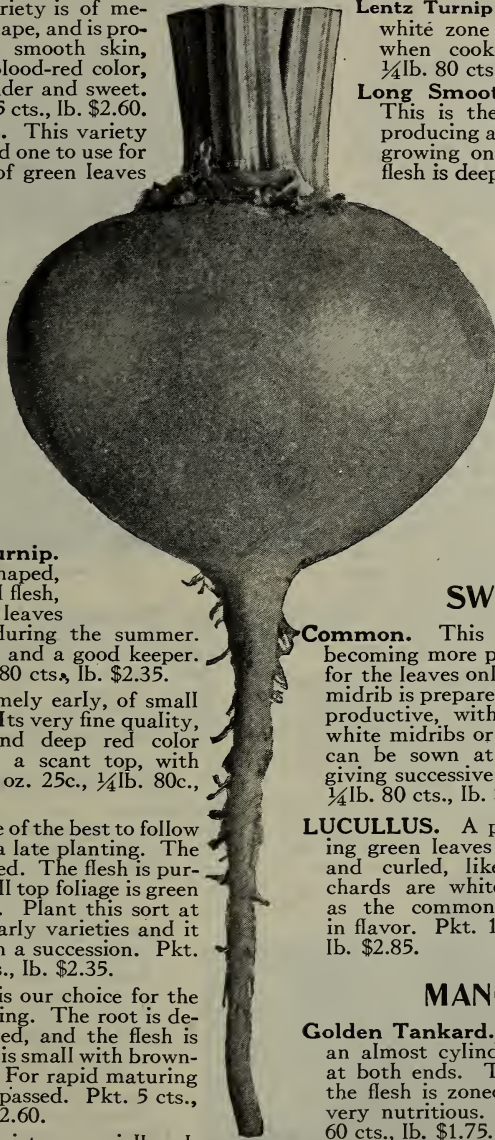 riety is of me-
ape, and is pro-
smooth skin,
lood-red color,
der and sweet.
5 cts., lb. $2.60.
. This variety
d one to use for
of green leaves
urnip.
haped,
l flesh,
leaves
during the summer.
and a good keeper.
80 cts., lb. $2.35.
mely early, of small
Its very fine quality,
nd deep red color
a scant top, with
oz. 25c., ¼lb. 80c.,
e of the best to follow
a late planting. The
ed. The flesh is pur-
ll top foliage is green
. Plant this sort at
arly varieties and it
n a succession. Pkt.
s., lb. $2.35.
is our choice for the
ing. The root is de-
ed, and the flesh is
is small with brown-
For rapid maturing
passed. Pkt. 5 cts.,
2.60.
Lentz Turnip
white zone
when cook
¼lb. 80 cts
Long Smoot
This is the
producing a
growing on
flesh is deep
SW
Common. This
becoming more p
for the leaves onl
midrib is prepare
productive, with
white midribs or
can be sown at
giving successive
¼lb. 80 cts., lb.
LUCULLUS. A p
ing green leaves
and curled, like
chards are white
as the common
in flavor. Pkt. 1
lb. $2.85.
MANG
Golden Tankard.
an almost cylind
at both ends. T
the flesh is zoned
very nutritious.
60 cts., lb. $1.75.